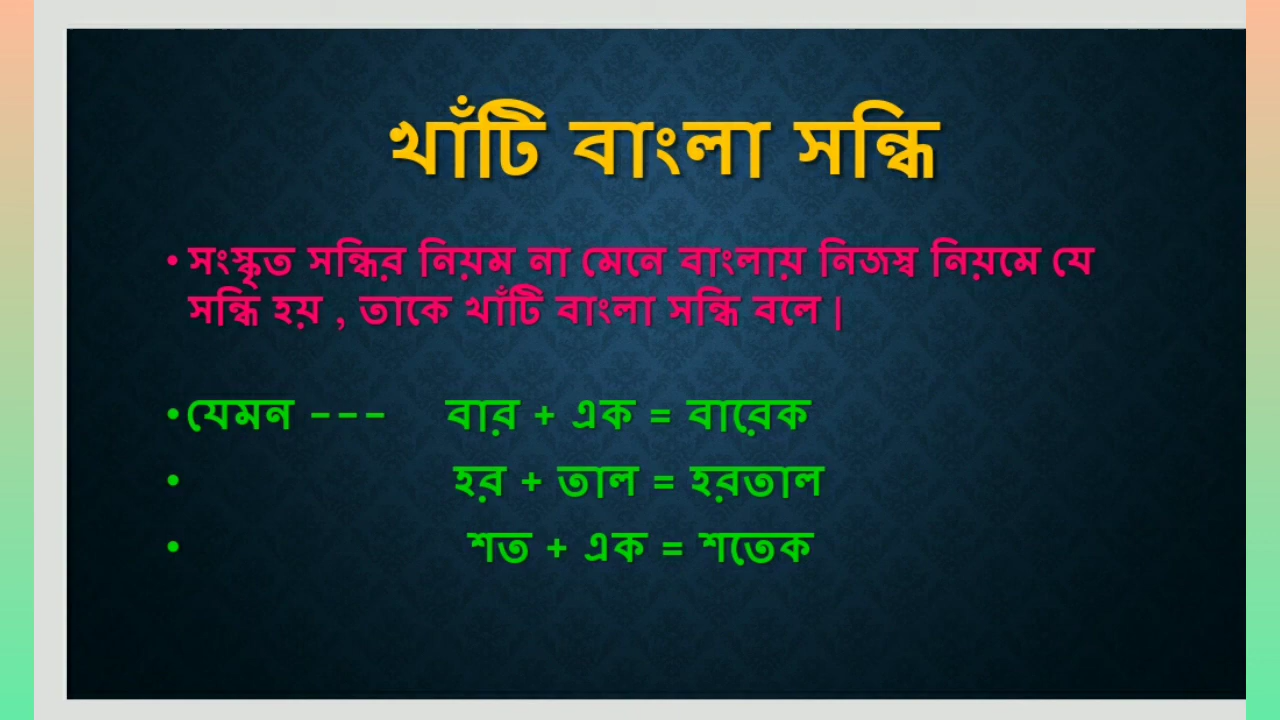 খাঁটি বাংলা সন্ধি
• সংস্কৃত সন্ধির নিয়ম না মেনে বাংলায় নিজস্ব নিয়মে যে
সন্ধি হয় , তাকে খাঁটি বাংলা সন্ধি বলে |
• যেমন --- বার + এক = বারেক
• হর + তাল = হরতাল
• শত + এক = শতেক